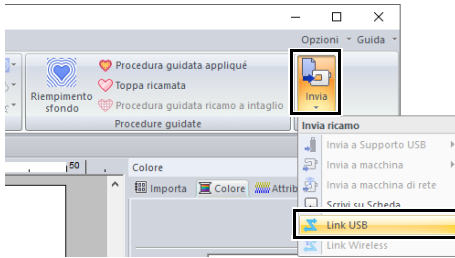 Opzioni Guida
Procedura guidata appliqué
Toppa ricamata
Procedura guidata ricamo a intaglio
Riempimento
sfondo
Invia
Procedure guidate
Invia ricamo
Invia a Supporto USB
Invia a macchina
Invia a macchina di rete
Scrivi su Scheda
Link USB
Link Wireless
50
Colore
Importa Colore Attrib